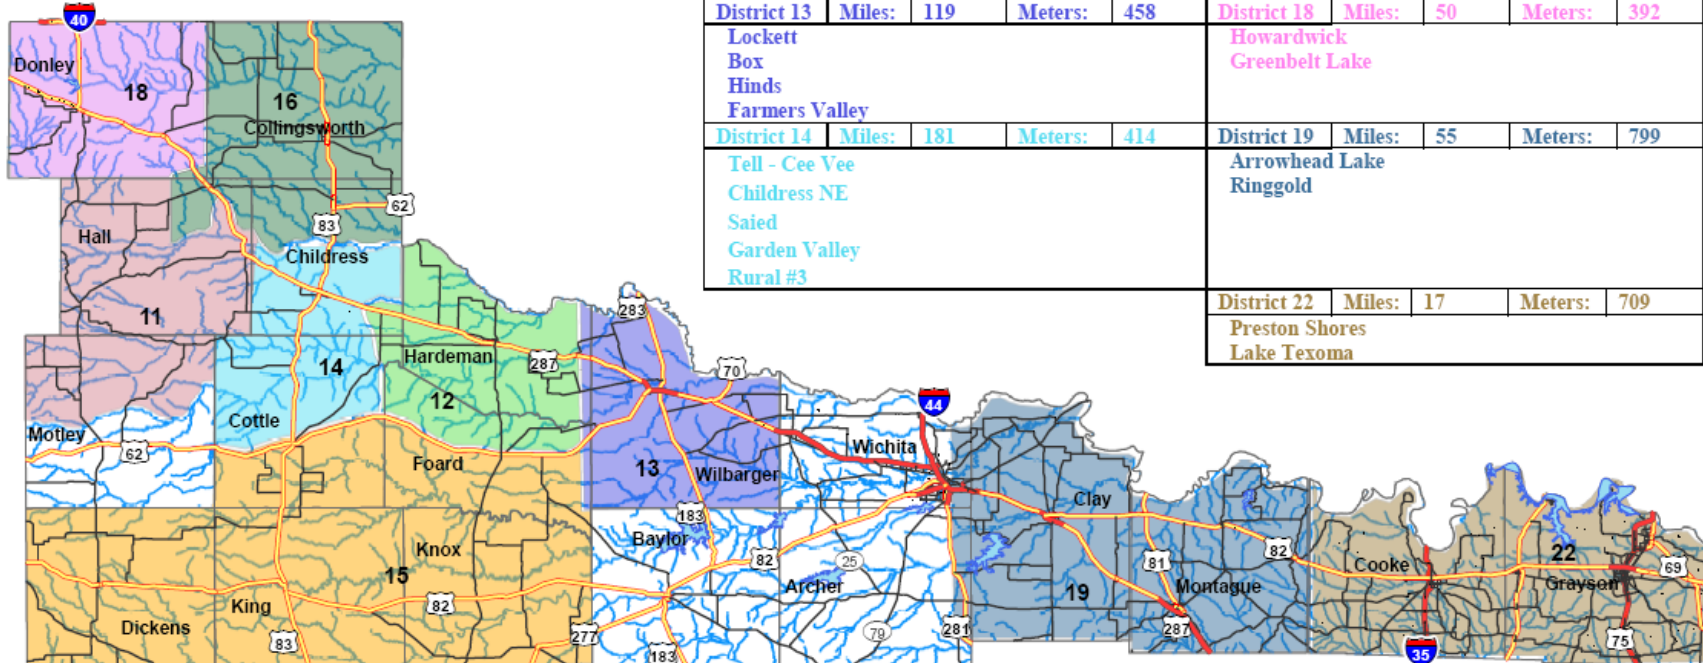 District 13 Miles: 119 Meters: 458
Lockett
Box
Hinds
Farmers Valley
District 14 Miles: 181 Meters: 414
Tell - Cee Vee
Childress NE
Saied
Garden Valley
Rural #3
District 18 Miles: 50 Meters: 392
Howardwick
Greenbelt Lake
District 19 Miles: 55 Meters: 799
Arrowhead Lake
Ringgold
District 22 Miles: 17 Meters: 709
Preston Shores
Lake Texoma
40
Donley
18
16
Collingsworth
62
83
Hall
Childress
11
283
14
Hardeman
287
70
12
44
Cottle
Motley
62
Wichita
Foard
13
Wilbarger
Clay
183
Baylor
Knox
82
25
82
22
15
81
Cooke
69
Archer
Montague
Grayson
King
82
19
Dickens
83
277
79
281
287
75
183
35